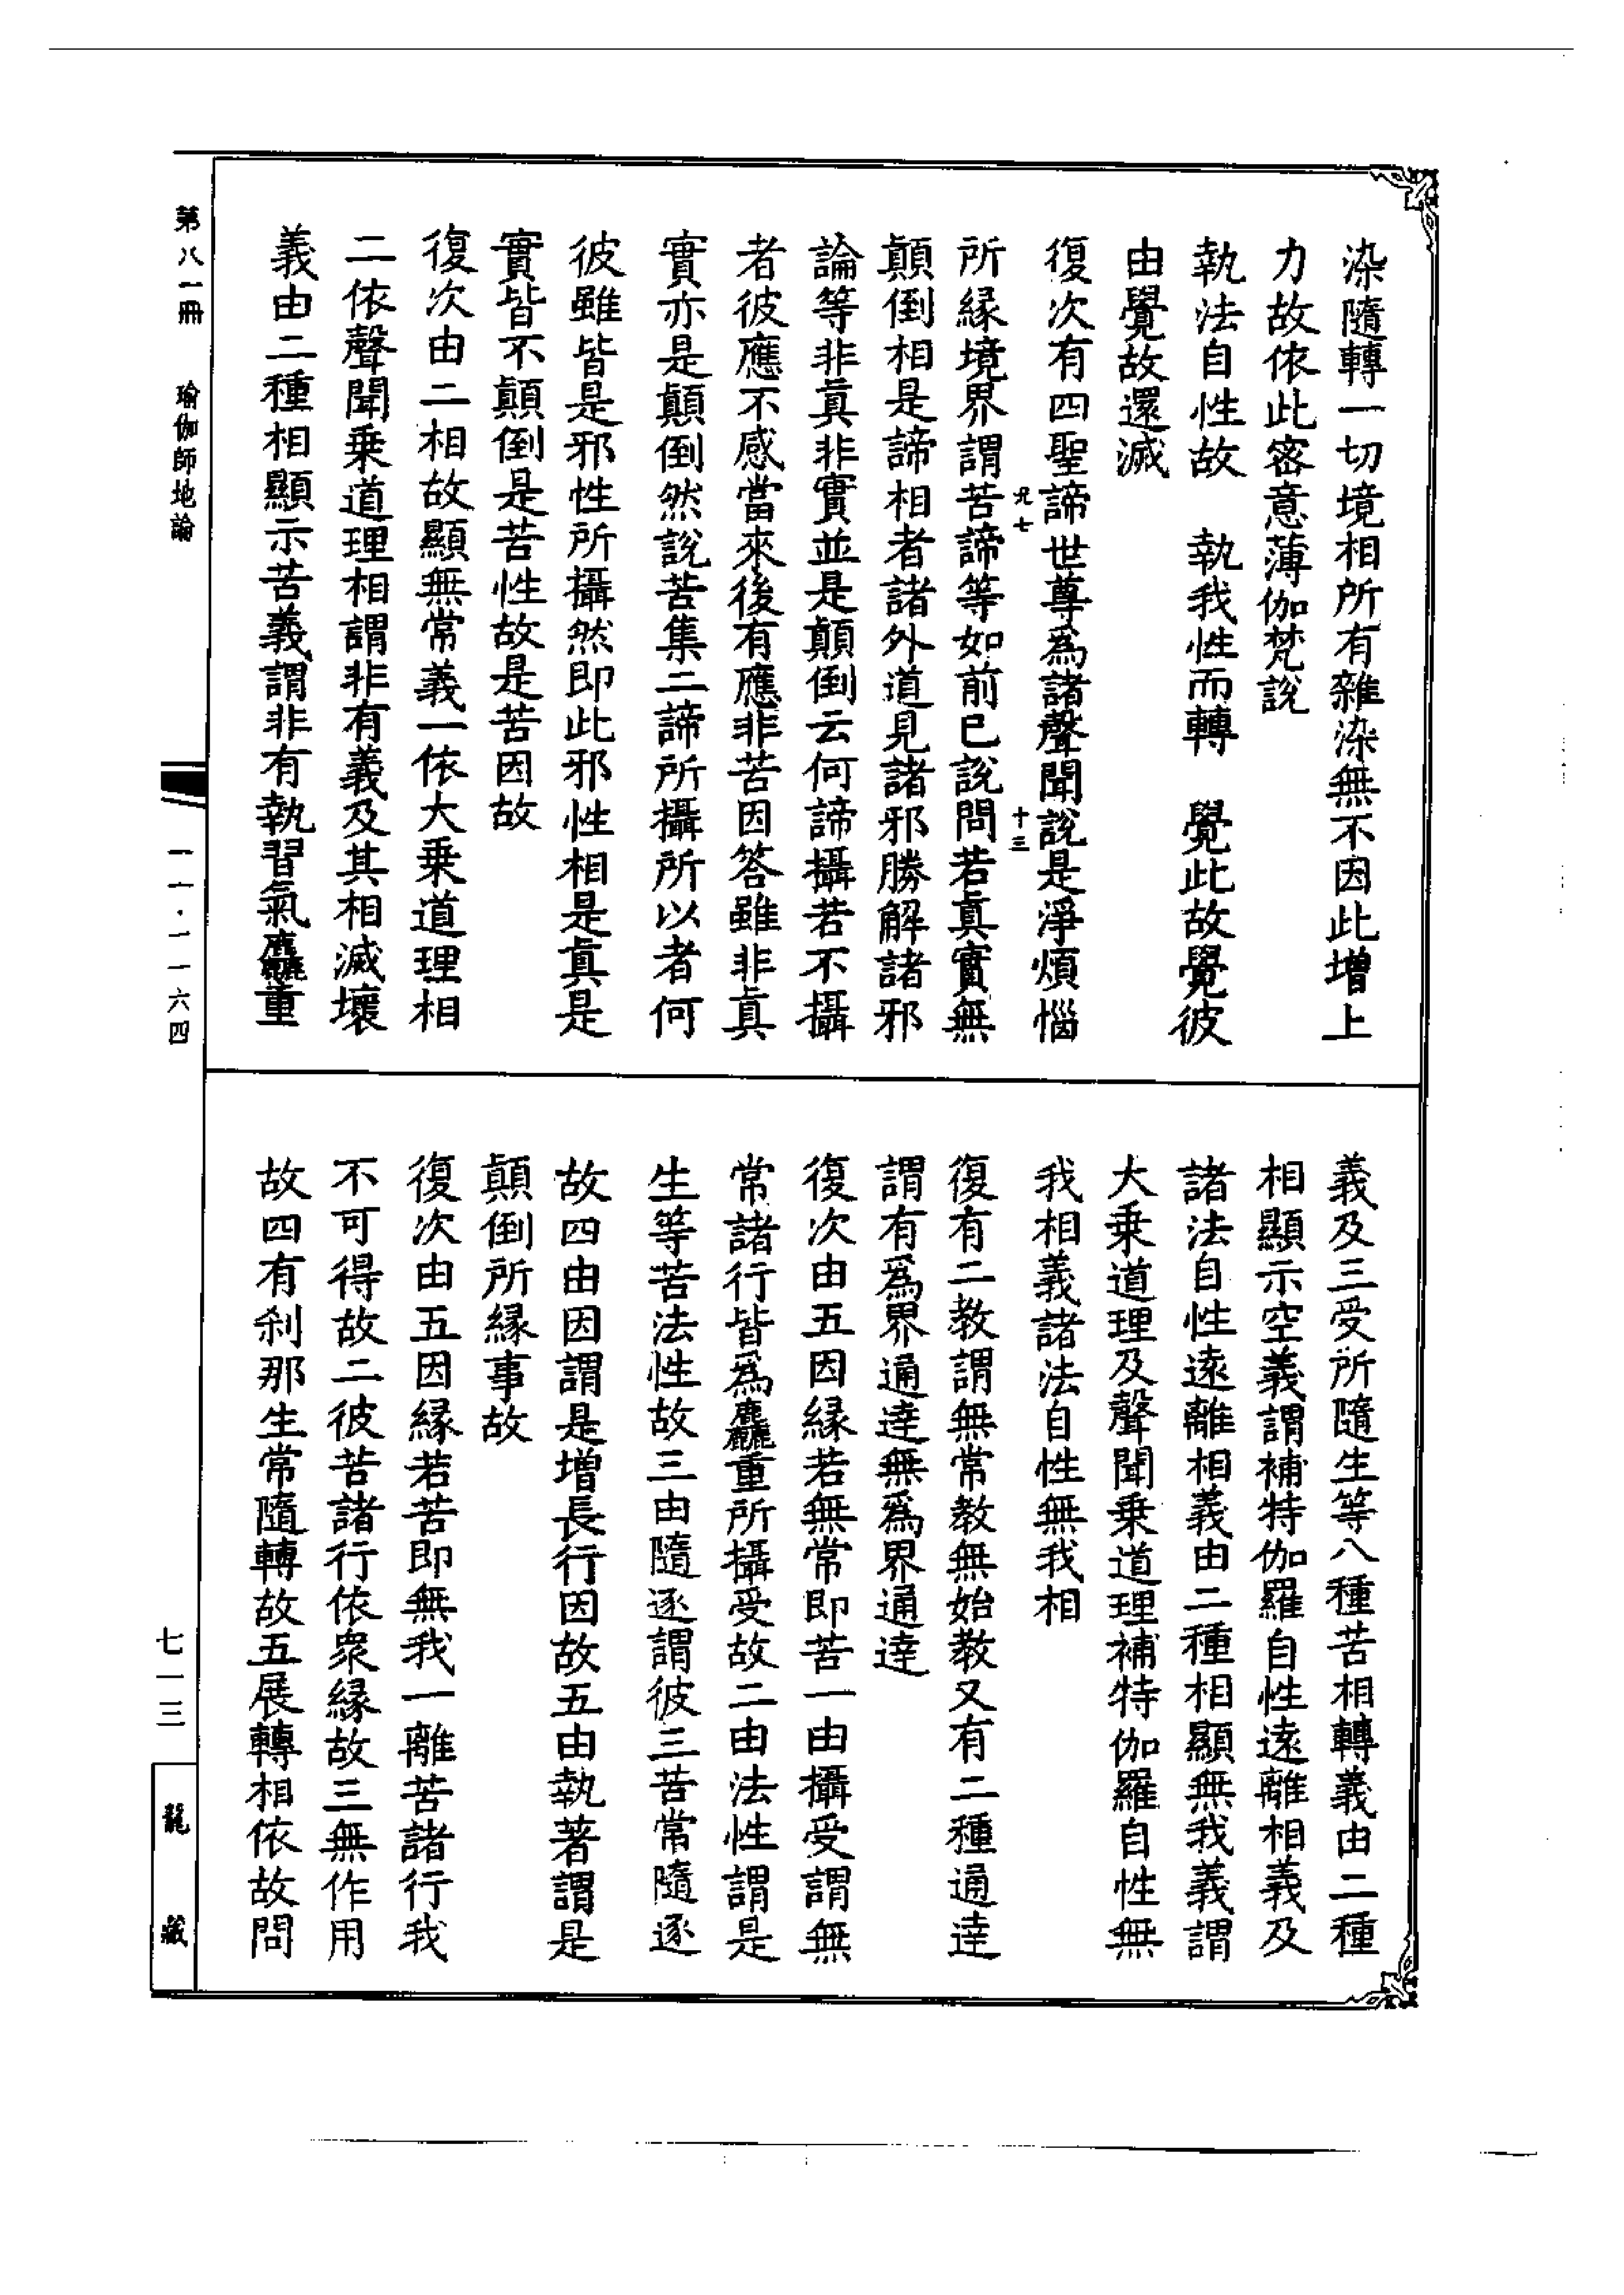 染隨轉一切境相所有雜染無不因此增上
力故依此密意薄伽梵說
執法自性故　執我性而轉　覺此故覺彼
由覺故還滅
復次有四聖諦世尊爲諸聲聞說是淨煩惱
所縁境界謂苦諦等如前已說問若眞實無
顛倒相是諦相者諸外道見諸邪勝解諸邪
論等非眞非實並是顛倒云何諦攝若不攝
者彼應不感當來後有應非苦因答雖非眞
實亦是顛倒然說苦集二諦所攝所以者何
彼雖皆是邪性所攝然即此邪性相是眞是
實皆不顛倒是苦性故是苦因故
復次由二相故顯無常義一依大乗道理相
二依聲聞乗道理相謂非有義及其相滅壞
義由二種相顯示苦義謂非有執習氣麤重
十三
義及三受所隨生等八種苦相轉義由二種
相顯示空義謂補特伽羅自性遠離相義及
諸法自性遠離相義由二種相顯無我義謂
大乗道理及聲聞乗道理補特伽羅自性無
我相義諸法自性無我相
復有二教謂無常教無始教又有二種通達
謂有爲界通達無爲界通達
復次由五因縁若無常即苦一由攝受謂無
常諸行皆爲麤重所攝受故二由法性謂是
生等苦法性故三由隨逐謂彼三苦常隨逐
故四由因謂是增長行因故五由執著謂是
顛倒所縁事故
復次由五因縁若苦即無我一離苦諸行我
不可得故二彼苦諸行依衆縁故三無作用
故四有刹那生常隨轉故五展轉相依故問
第八一冊　瑜伽師地論
一一·一一六四
七一三
龍藏